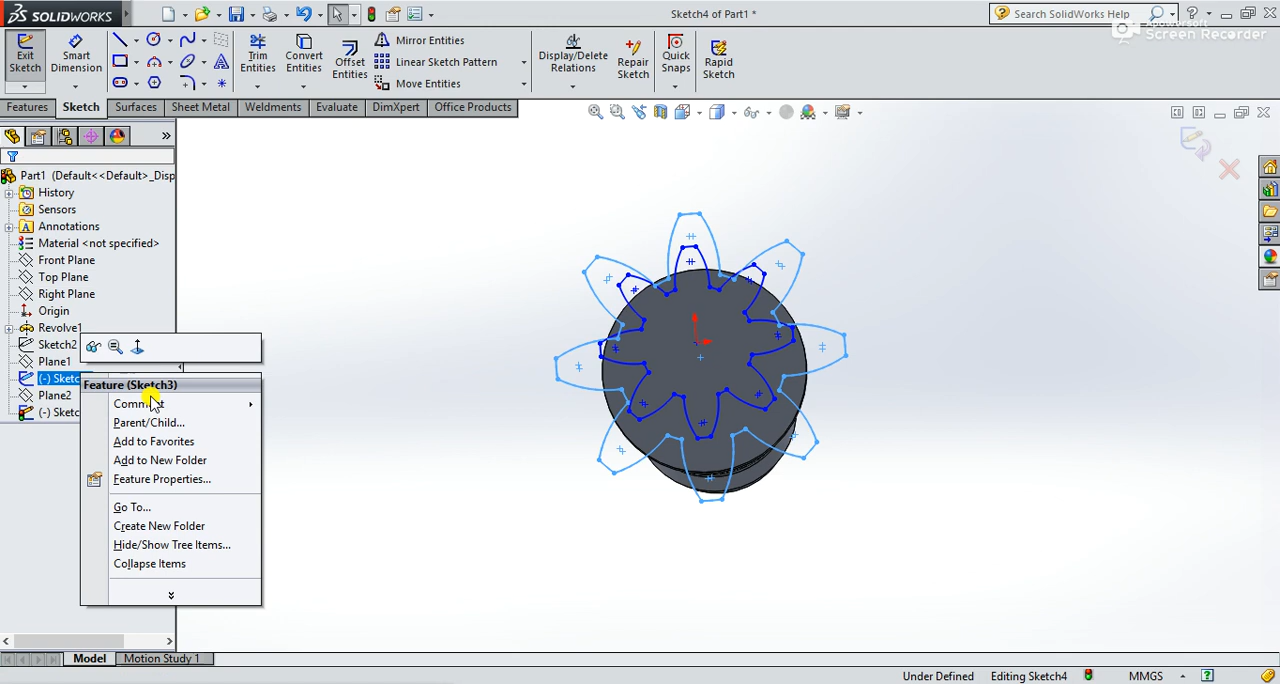 SOLIDWORKS
Sketch4 of Part1 *
Search SolidWorks Help
Apowersoft
Screen Recorder
Exit Sketch
Smart Dimension
Trim Entities
Convert Entities
Offset Entities
Mirror Entities
Linear Sketch Pattern
Move Entities
Display/Delete Relations
Repair Sketch
Quick Snaps
Rapid Sketch
Features
Sketch
Surfaces
Sheet Metal
Weldments
Evaluate
DimXpert
Office Products
Part1 (Default<<Default>_Disp
History
Sensors
Annotations
Material <not specified>
Front Plane
Top Plane
Right Plane
Origin
Revolve1
Sketch2
Plane1
(-) Sketc
Plane2
(-) Sketc
Feature (Sketch3)
Parent/Child...
Add to Favorites
Add to New Folder
Feature Properties...
Go To...
Create New Folder
Hide/Show Tree Items...
Collapse Items
Model
Motion Study 1
Under Defined
Editing Sketch4
MMGS